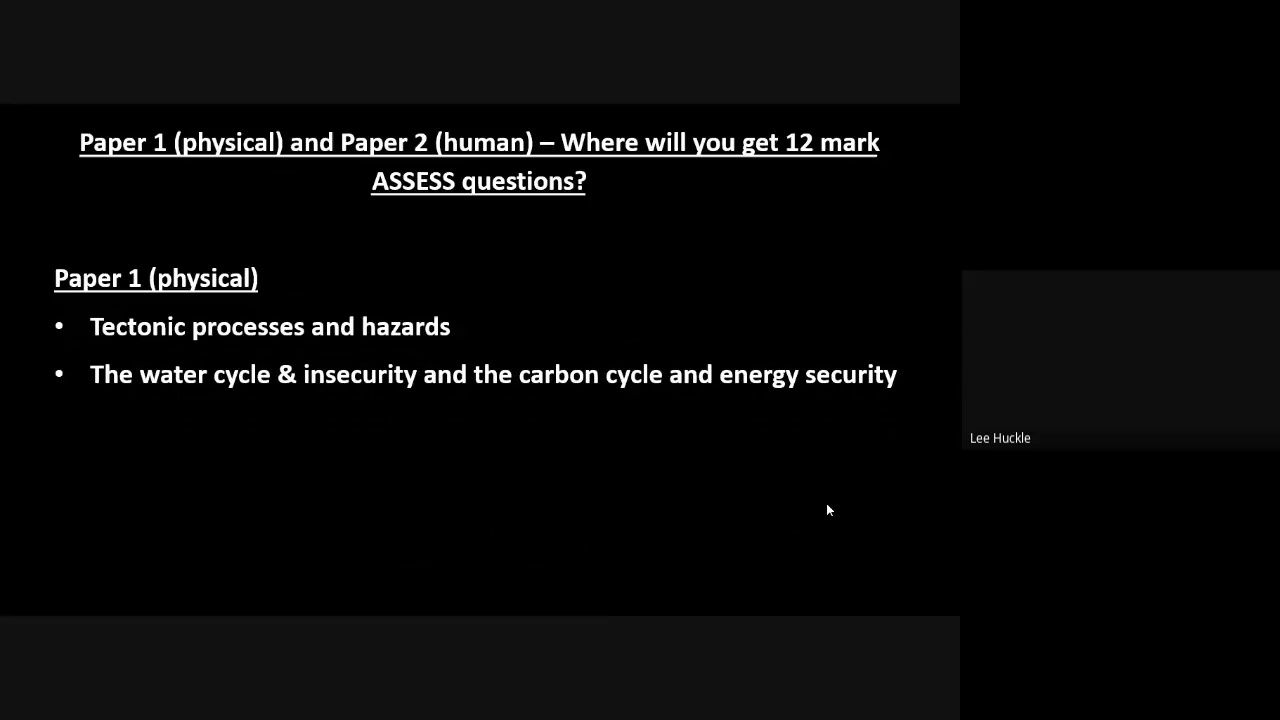 Paper 1 (physical) and Paper 2 (human) – Where will you get 12 mark
ASSESS questions?
Paper 1 (physical)
• Tectonic processes and hazards
• The water cycle & insecurity and the carbon cycle and energy security
Lee Huckle